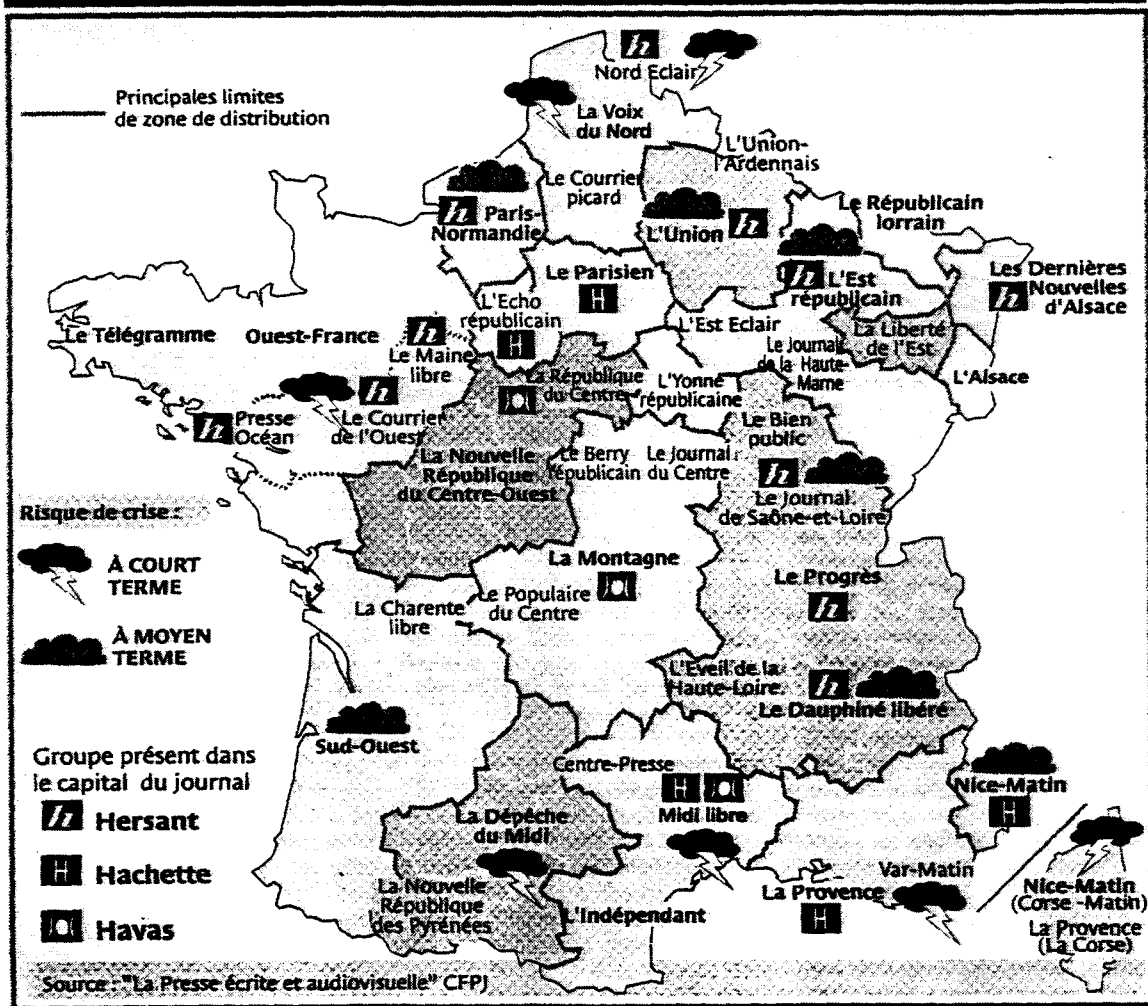 Principales limites
de zone de distribution
h
Nord Eclair
La Voix
du Nord
L'Union-
l'Ardennais
Le Courrier
picard
h Paris-
Normandie
L'Union h
Le Républicain
lorrain
h L'Est
républicain
Les Dernières
h Nouvelles
d'Alsace
Le Parisien
H
L'Echo
républicain
H
L'Est Eclair
Le Journal
de la Haute-
Marne
La Liberté
de l'Est
L'Alsace
Le Télégramme
Ouest-France
h
Le Maine
libre
La République
du Centre
L'Yonne
républicaine
h Presse
Océan
h
Le Courrier
de l'Ouest
La Nouvelle
République
du Centre-Ouest
Le Berry
républicain
Le Journal
du Centre
Le Bien
public
h
Le Journal
de Saône-et-Loire
Risque de crise :
À COURT
TERME
À MOYEN
TERME
La Montagne
Le Populaire
du Centre
La Charente
libre
Le Progrès
h
L'Eveil de la
Haute-Loire
h
Le Dauphiné libéré
Sud-Ouest
Groupe présent dans
le capital du journal
h Hersant
H Hachette
Havas
Centre-Presse
H
Midi libre
La Dépêche
du Midi
La Nouvelle
République
des Pyrénées
L'Indépendant
La Provence
H
Var-Matin
Nice-Matin
H
Nice-Matin
(Corse -Matin)
La Provence
(La Corse)
Source : "La Presse écrite et audiovisuelle" CFPJ